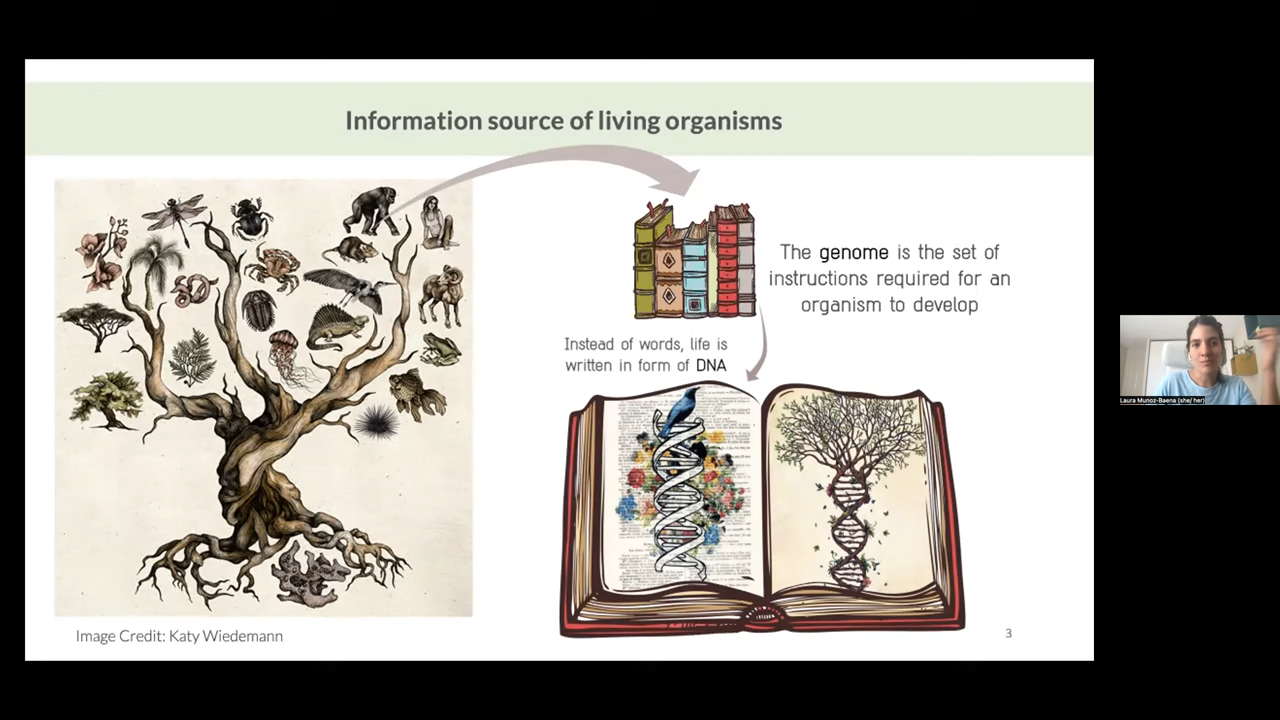 Information source of living organisms
The genome is the set of
instructions required for an
organism to develop
Instead of words, life is
written in form of DNA
Image Credit: Katy Wiedemann
3
Laura Munoz-Baena (she/ her)